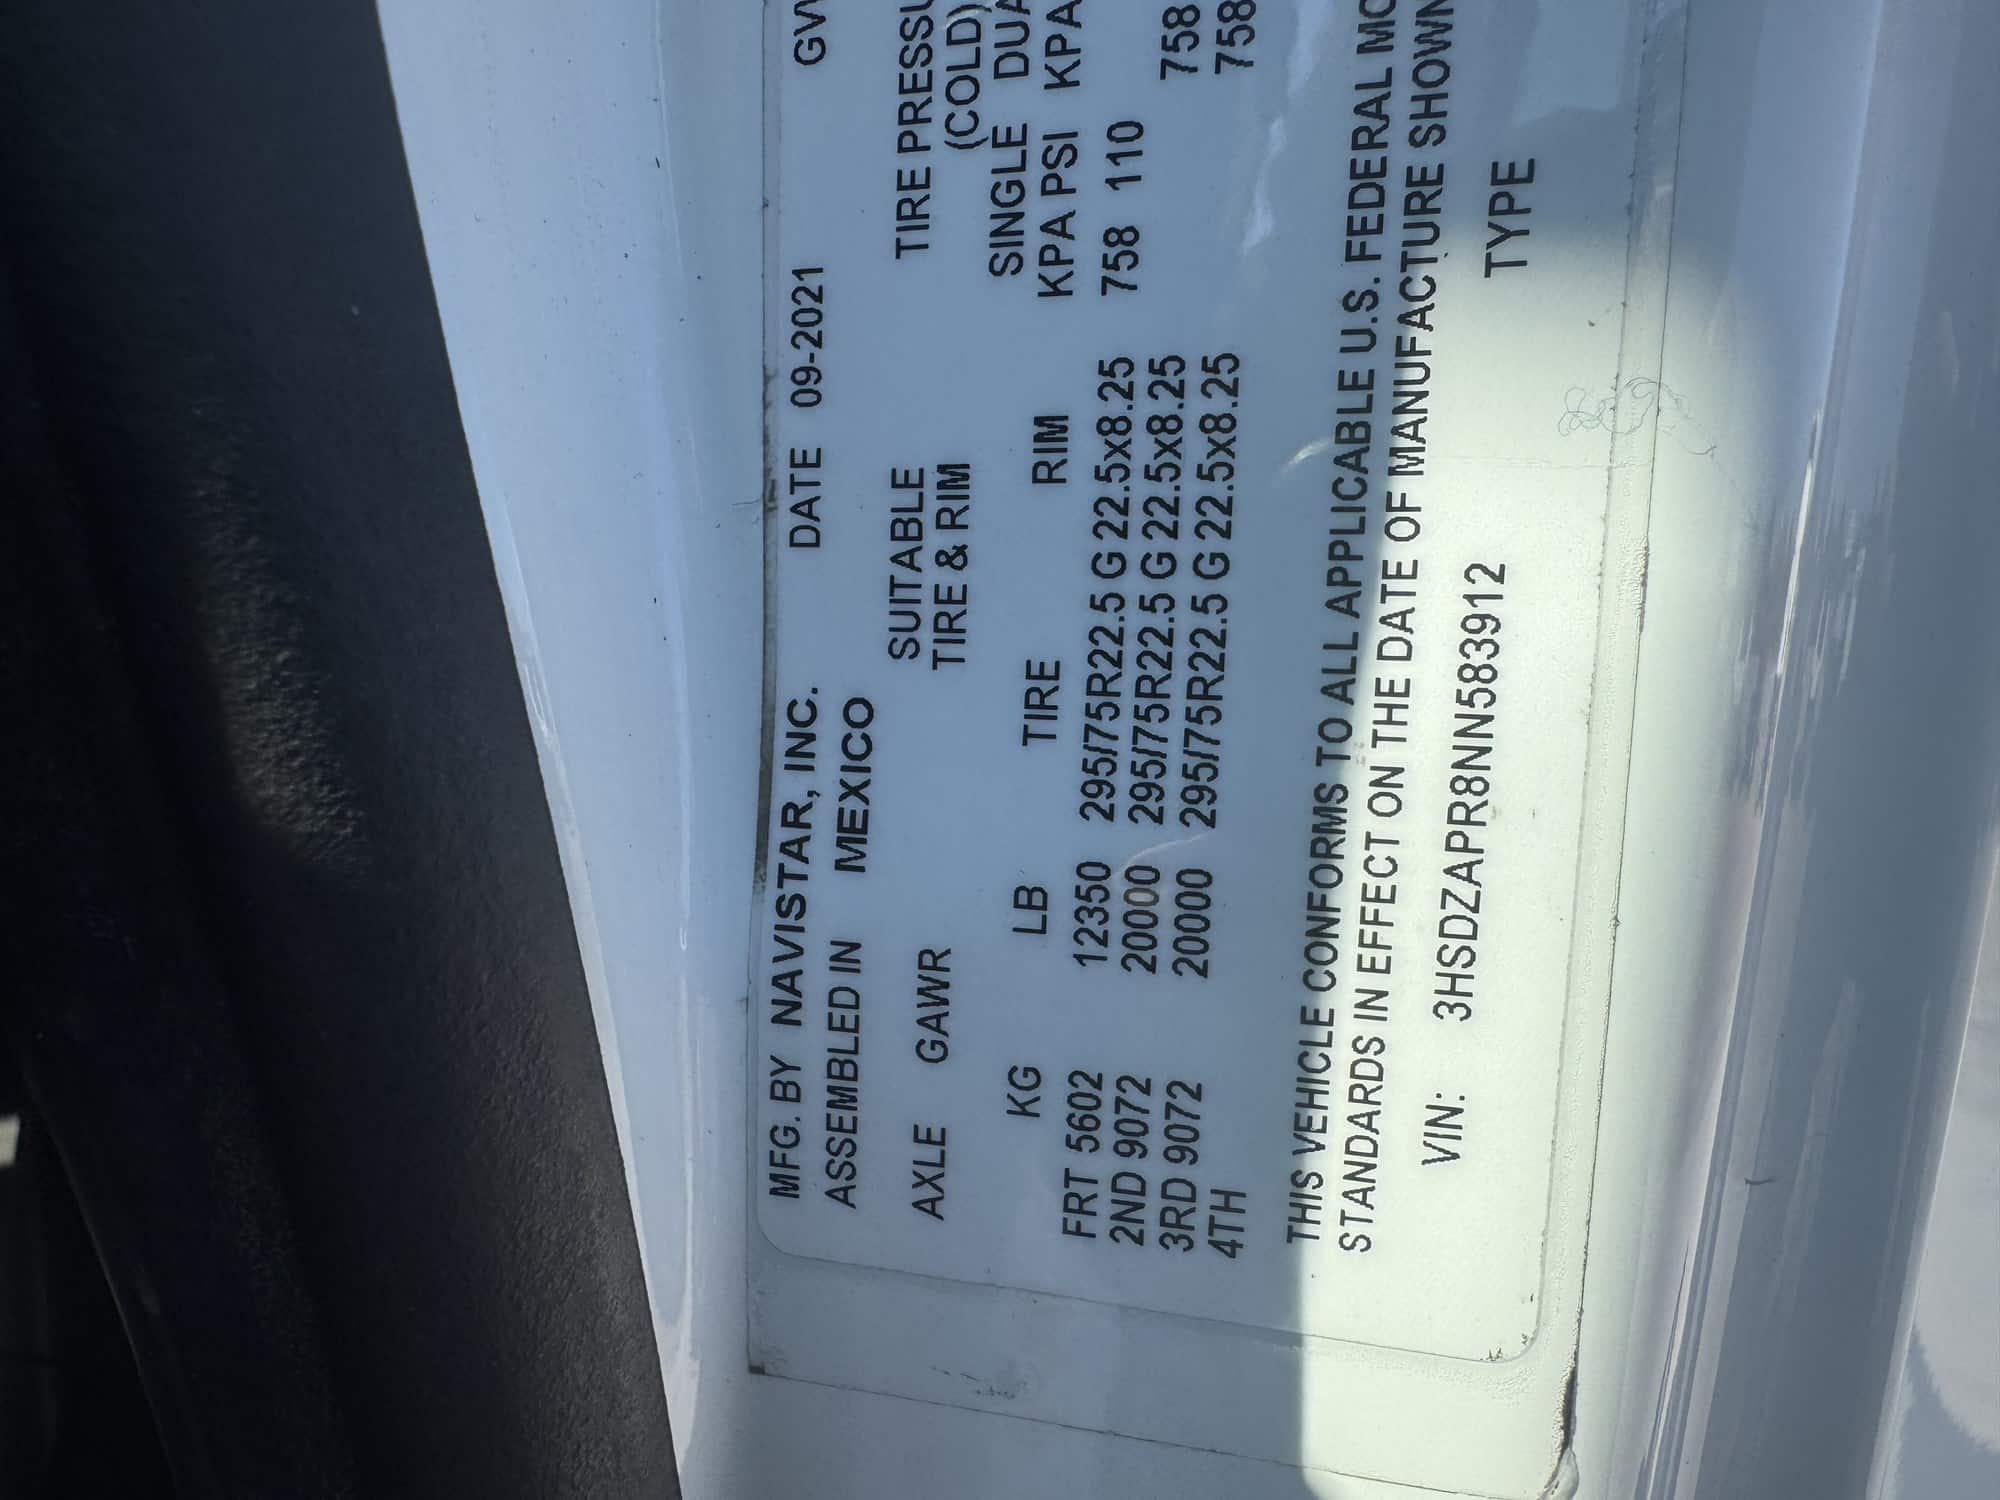 MFG. BY NAVISTAR, INC. DATE 09-2021 GV
ASSEMBLED IN MEXICO
AXLE GAWR SUITABLE TIRE PRESSU
TIRE & RIM (COLD)
SINGLE DUA
KG LB TIRE RIM KPA PSI KPA
FRT 5602 12350 295/75R22.5 G 22.5x8.25 758 110
2ND 9072 20000 295/75R22.5 G 22.5x8.25 758
3RD 9072 20000 295/75R22.5 G 22.5x8.25 758
4TH
THIS VEHICLE CONFORMS TO ALL APPLICABLE U.S. FEDERAL MO
STANDARDS IN EFFECT ON THE DATE OF MANUFACTURE SHOWN
VIN: 3HSDZAPR8NN583912 TYPE